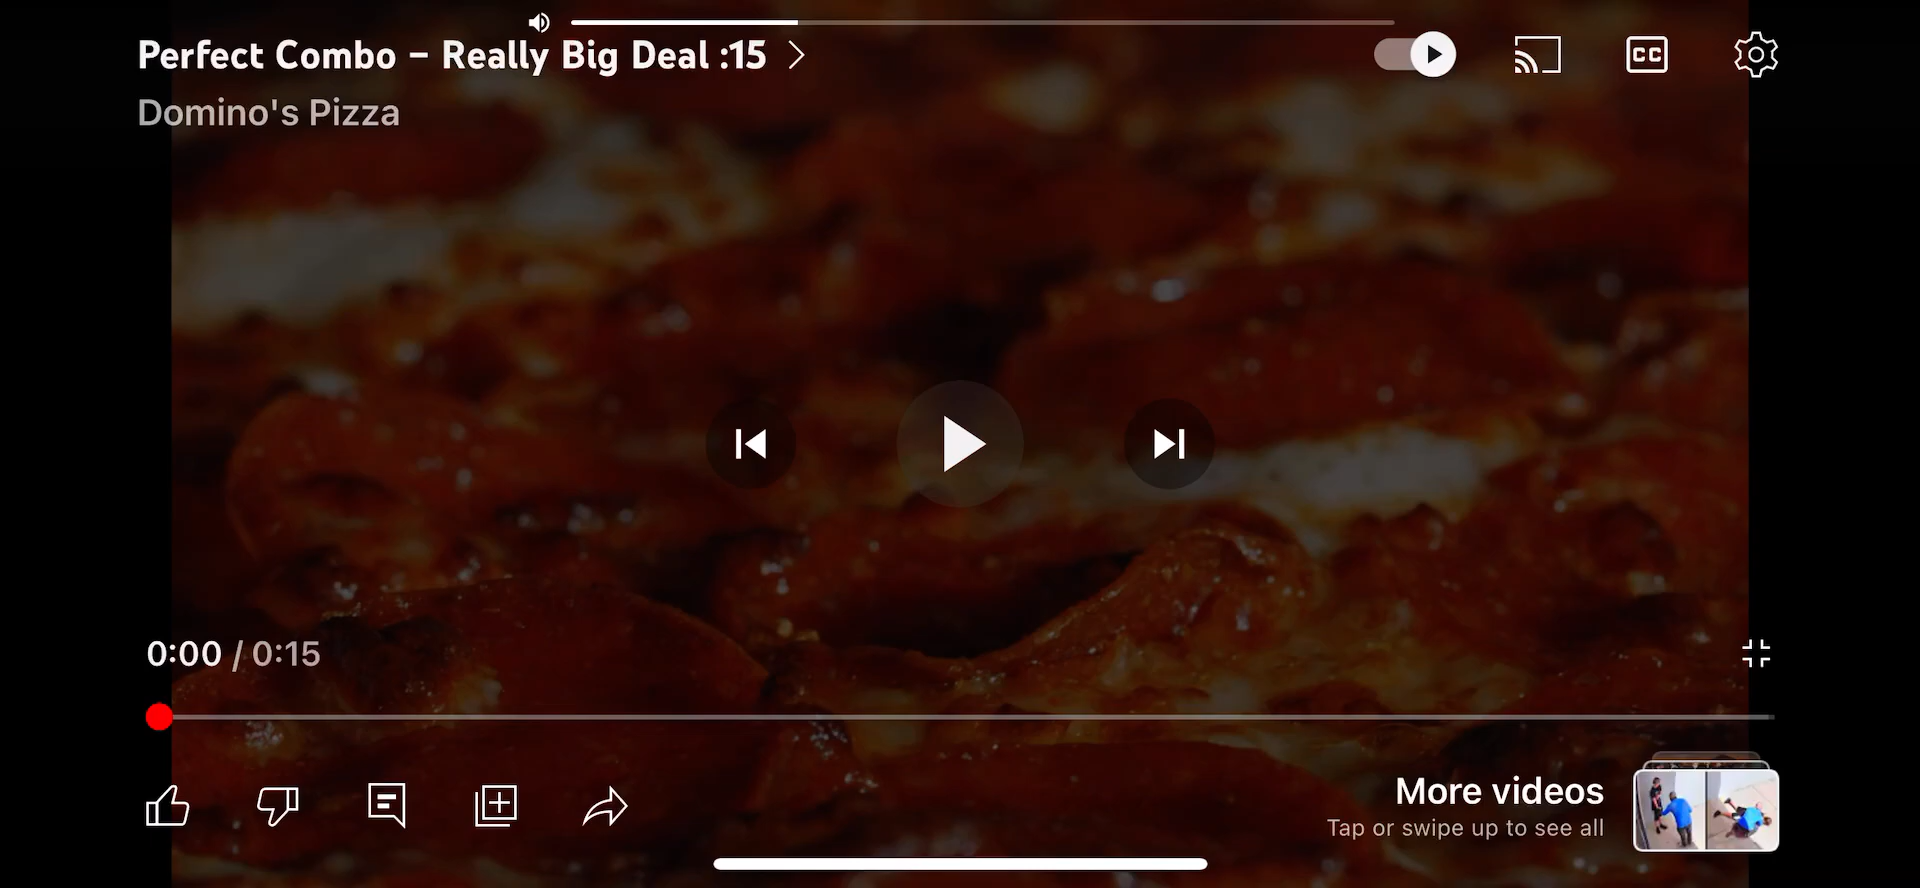 Perfect Combo – Really Big Deal :15
Domino's Pizza
CC
0:00 / 0:15
More videos
Tap or swipe up to see all